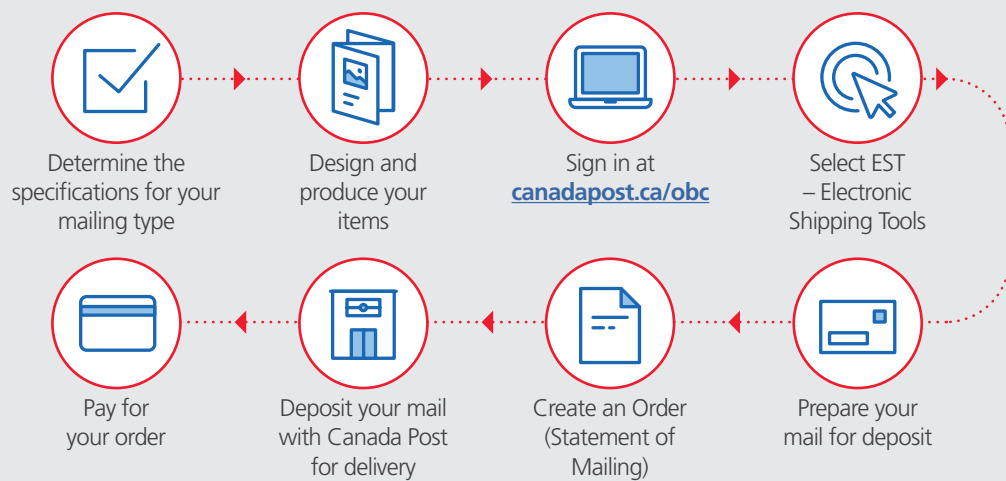 Determine the
specifications for your
mailing type
Design and
produce your
items
Sign in at
canadapost.ca/obc
Select EST
– Electronic
Shipping Tools
Prepare your
mail for deposit
Create an Order
(Statement of
Mailing)
Deposit your mail
with Canada Post
for delivery
Pay for
your order